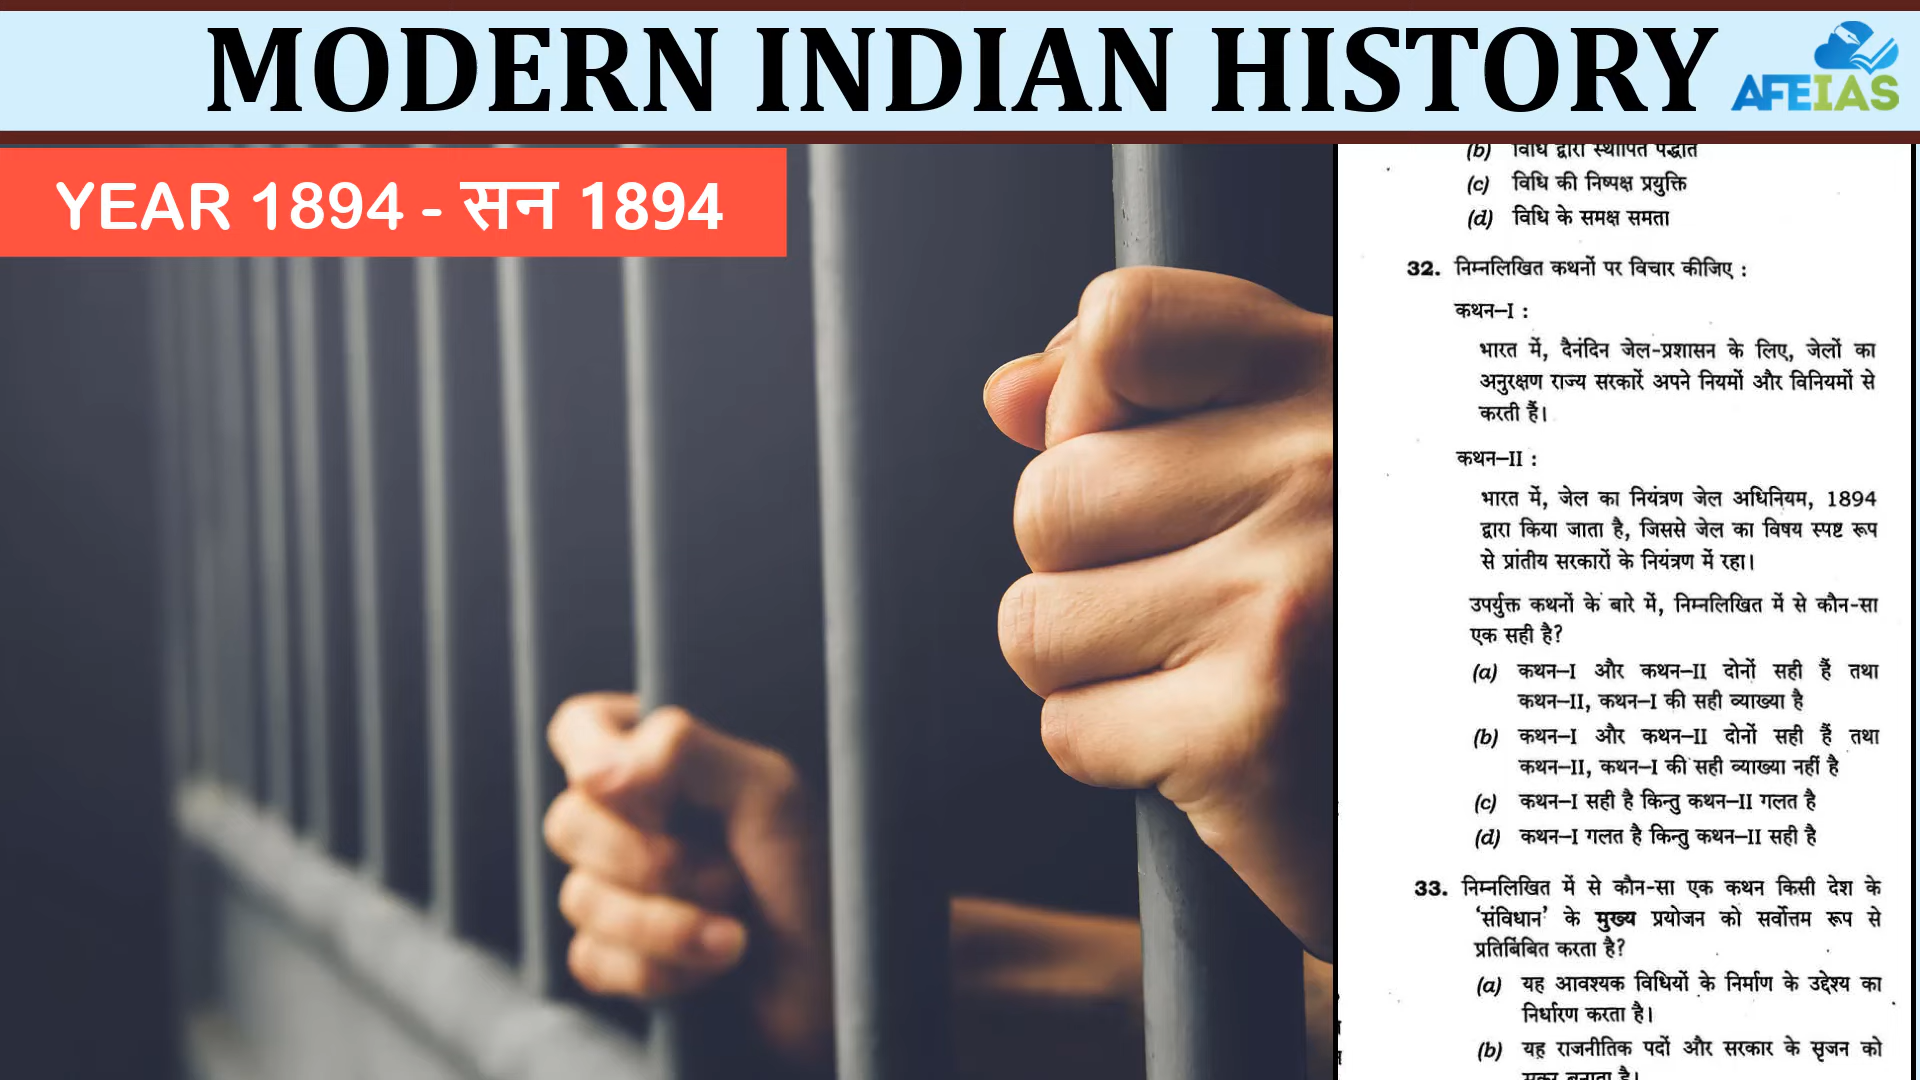 MODERN INDIAN HISTORY
AFEIAS
YEAR 1894 - सन 1894
(b) विधि द्वारा स्थापित पद्धति
(c) विधि की निष्पक्ष प्रयुक्ति
(d) विधि के समक्ष समता
32. निम्नलिखित कथनों पर विचार कीजिए :
कथन–I :
भारत में, दैनंदिन जेल-प्रशासन के लिए, जेलों का
अनुरक्षण राज्य सरकारें अपने नियमों और विनियमों से
करती हैं।
कथन–II :
भारत में, जेल का नियंत्रण जेल अधिनियम, 1894
द्वारा किया जाता है, जिससे जेल का विषय स्पष्ट रूप
से प्रांतीय सरकारों के नियंत्रण में रहा।
उपर्युक्त कथनों के बारे में, निम्नलिखित में से कौन-सा
एक सही है?
(a) कथन–I और कथन–II दोनों सही हैं तथा
कथन–II, कथन–I की सही व्याख्या है
(b) कथन–I और कथन–II दोनों सही हैं तथा
कथन–II, कथन–I की सही व्याख्या नहीं है
(c) कथन–I सही है किन्तु कथन–II गलत है
(d) कथन–I गलत है किन्तु कथन–II सही है
33. निम्नलिखित में से कौन-सा एक कथन किसी देश के
‘संविधान’ के मुख्य प्रयोजन को सर्वोत्तम रूप से
प्रतिबिंबित करता है?
(a) यह आवश्यक विधियों के निर्माण के उद्देश्य का
निर्धारण करता है।
(b) यह राजनीतिक पदों और सरकार के सृजन को